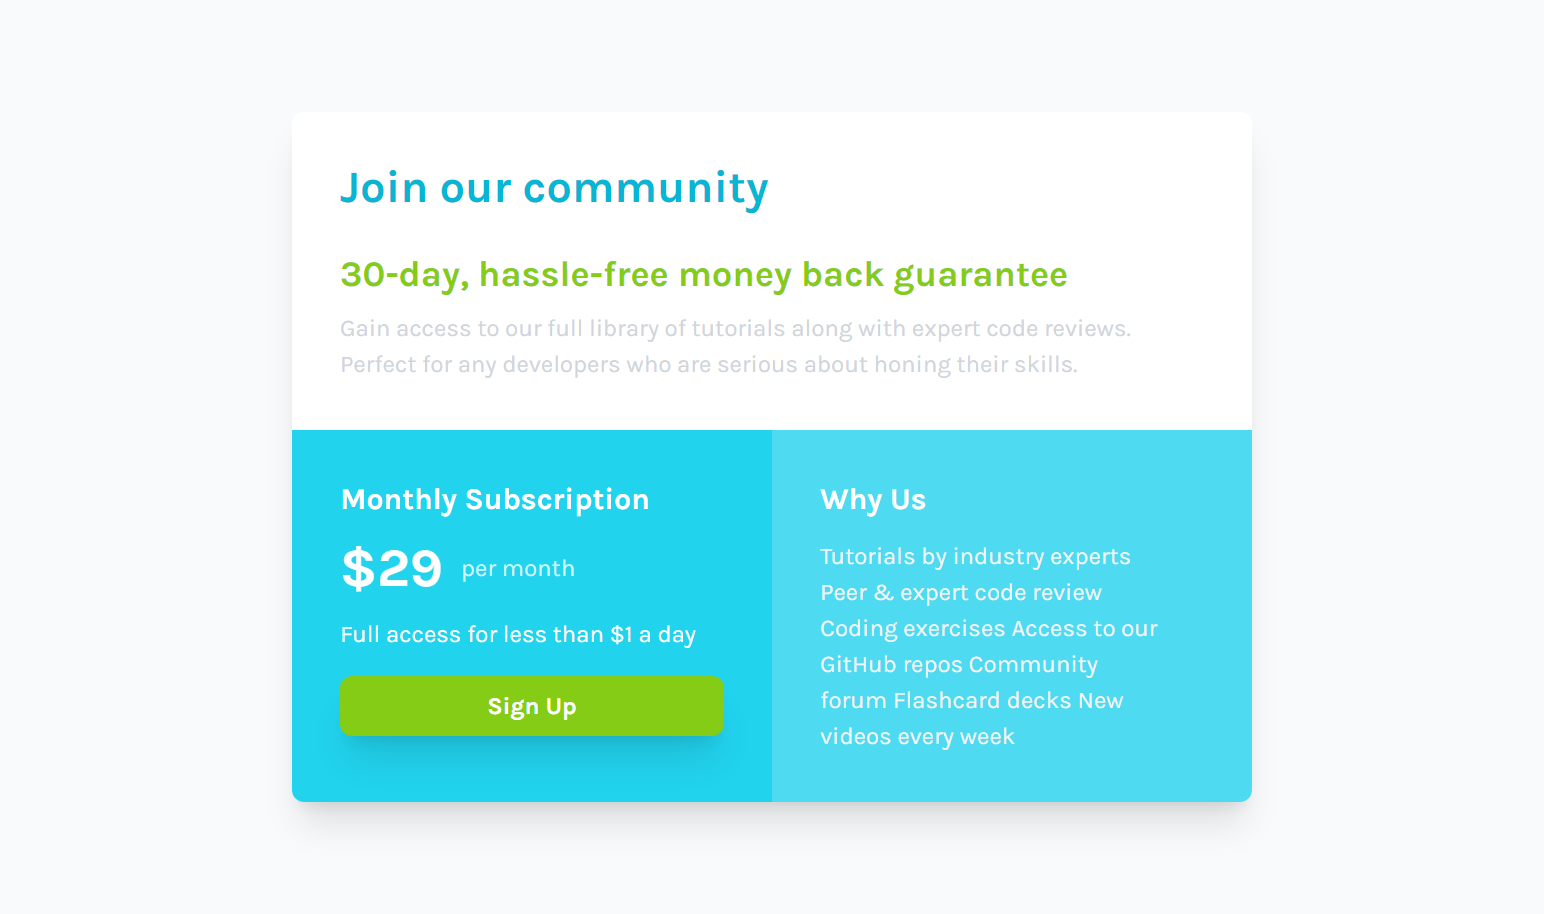 Join our community
30-day, hassle-free money back guarantee
Gain access to our full library of tutorials along with expert code reviews.
Perfect for any developers who are serious about honing their skills.
Monthly Subscription
$29 per month
Full access for less than $1 a day
Sign Up
Why Us
Tutorials by industry experts
Peer & expert code review
Coding exercises Access to our
GitHub repos Community
forum Flashcard decks New
videos every week